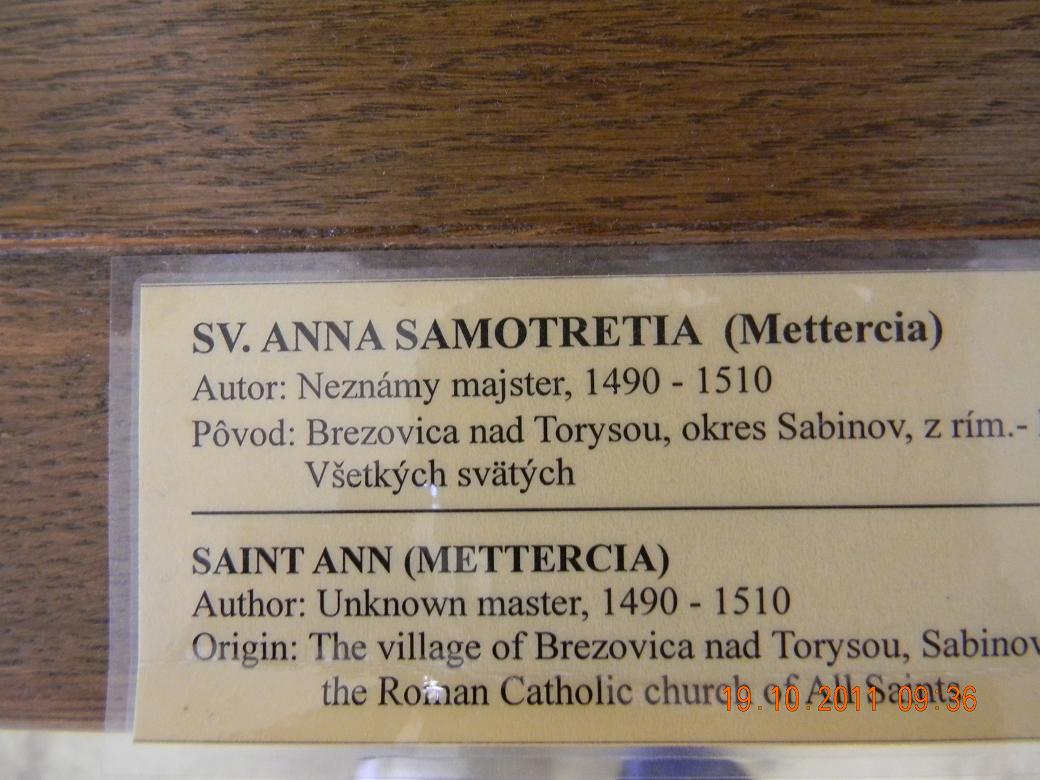 SV. ANNA SAMOTRETIA (Mettercia)
Autor: Neznámy majster, 1490 - 1510
Pôvod: Brezovica nad Torysou, okres Sabinov, z rím.-
Všetkých svätých
SAINT ANN (METTERCIA)
Author: Unknown master, 1490 - 1510
Origin: The village of Brezovica nad Torysou, Sabinov
the Roman Catholic church of All Saints
19.10.2011 09:36